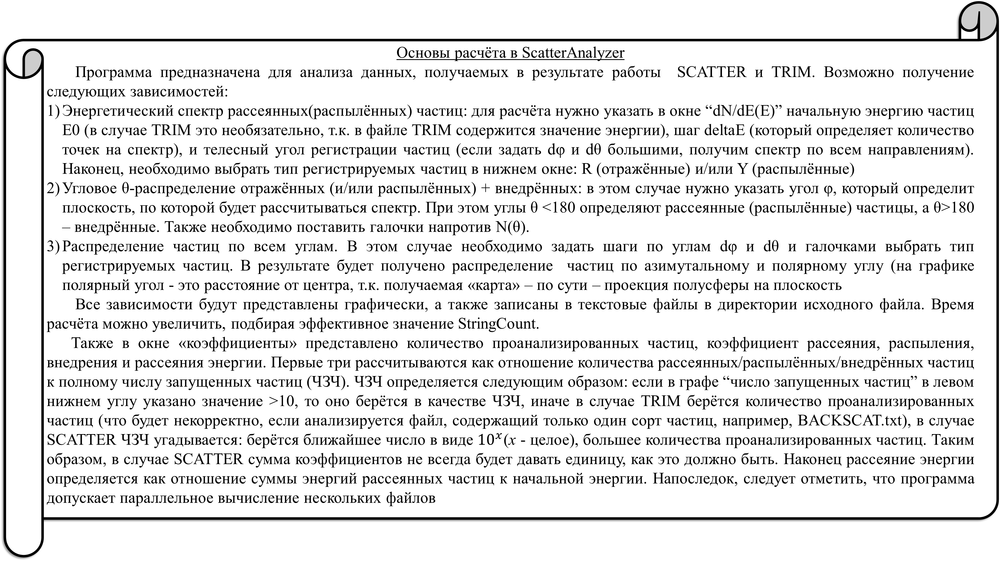 Основы расчёта в ScatterAnalyzer
Программа предназначена для анализа данных, получаемых в результате работы SCATTER и TRIM. Возможно получение
следующих зависимостей:
1) Энергетический спектр рассеянных(распылённых) частиц: для расчёта нужно указать в окне “dN/dE(E)” начальную энергию частиц
E0 (в случае TRIM это необязательно, т.к. в файле TRIM содержится значение энергии), шаг deltaE (который определяет количество
точек на спектр), и телесный угол регистрации частиц (если задать dφ и dθ большими, получим спектр по всем направлениям).
Наконец, необходимо выбрать тип регистрируемых частиц в нижнем окне: R (отражённые) и/или Y (распылённые)
2) Угловое θ-распределение отражённых (и/или распылённых) + внедрённых: в этом случае нужно указать угол φ, который определит
плоскость, по которой будет рассчитываться спектр. При этом углы θ <180 определяют рассеянные (распылённые) частицы, а θ>180
– внедрённые. Также необходимо поставить галочки напротив N(θ).
3) Распределение частиц по всем углам. В этом случае необходимо задать шаги по углам dφ и dθ и галочками выбрать тип
регистрируемых частиц. В результате будет получено распределение частиц по азимутальному и полярному углу (на графике
полярный угол - это расстояние от центра, т.к. получаемая «карта» – по сути – проекция полусферы на плоскость
Все зависимости будут представлены графически, а также записаны в текстовые файлы в директории исходного файла. Время
расчёта можно увеличить, подбирая эффективное значение StringCount.
Также в окне «коэффициенты» представлено количество проанализированных частиц, коэффициент рассеяния, распыления,
внедрения и рассеяния энергии. Первые три рассчитываются как отношение количества рассеянных/распылённых/внедрённых частиц
к полному числу запущенных частиц (ЧЗЧ). ЧЗЧ определяется следующим образом: если в графе “число запущенных частиц” в левом
нижнем углу указано значение >10, то оно берётся в качестве ЧЗЧ, иначе в случае TRIM берётся количество проанализированных
частиц (что будет некорректно, если анализируется файл, содержащий только один сорт частиц, например, BACKSCAT.txt), в случае
SCATTER ЧЗЧ угадывается: берётся ближайшее число в виде 10ˣ(x - целое), большее количества проанализированных частиц. Таким
образом, в случае SCATTER сумма коэффициентов не всегда будет давать единицу, как это должно быть. Наконец рассеяние энергии
определяется как отношение суммы энергий рассеянных частиц к начальной энергии. Напоследок, следует отметить, что программа
допускает параллельное вычисление нескольких файлов